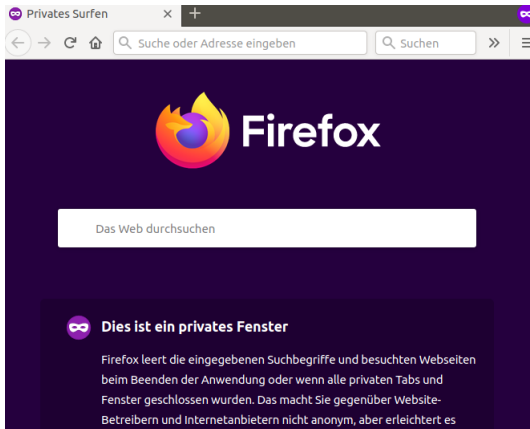 Privates Surfen
Suche oder Adresse eingeben
Suchen
Firefox
Das Web durchsuchen
Dies ist ein privates Fenster
Firefox leert die eingegebenen Suchbegriffe und besuchten Webseiten
beim Beenden der Anwendung oder wenn alle privaten Tabs und
Fenster geschlossen wurden. Das macht Sie gegenüber Website-
Betreibern und Internetanbietern nicht anonym, aber erleichtert es